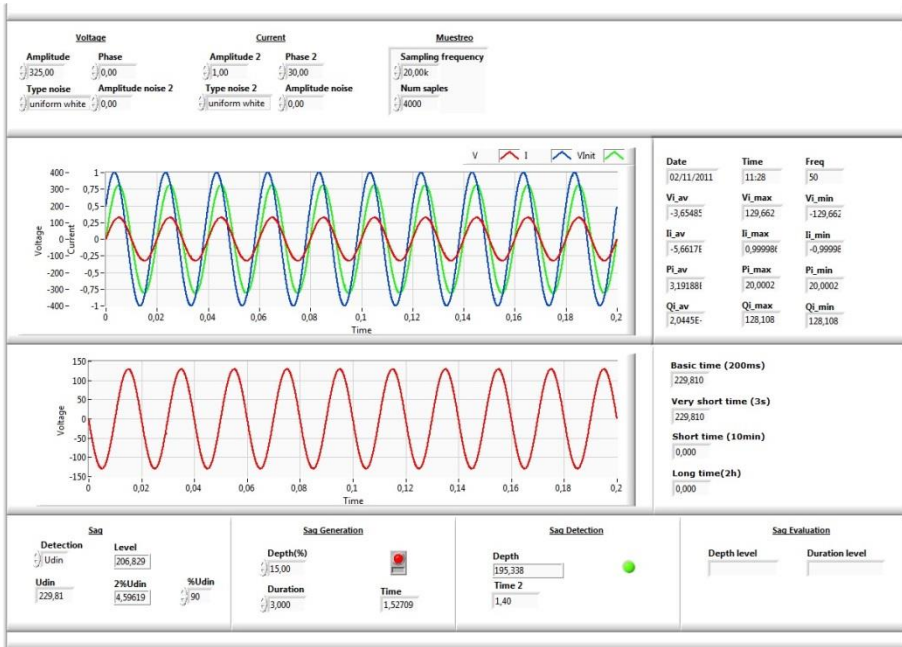 Voltage Current Muestreo
Amplitude Phase Amplitude 2 Phase 2 Sampling frequency
325,00 0,00 1,00 30,00 20,00k
Type noise Amplitude noise 2 Type noise 2 Amplitude noise Num saples
uniform white 0,00 uniform white 0,00 4000
V I VInit
400 300 200 100 0 -100 -200 -300 -400
Voltage
1 0,75 0,5 0,25 0 -0,25 -0,5 -0,75 -1
Current
0 0,02 0,04 0,06 0,08 0,1 0,12 0,14 0,16 0,18 0,2
Time
Date Time Freq
02/11/2011 11:28 50
Vi_av Vi_max Vi_min
-3,6548 129,662 -129,662
Ii_av Ii_max Ii_min
-5,6617E 0,99998 -0,99998
Pi_av Pi_max Pi_min
3,19188 20,0002 20,0002
Qi_av Qi_max Qi_min
2,0445E- 128,108 128,108
150 100 50 0 -50 -100 -150
Voltage
0 0,02 0,04 0,06 0,08 0,1 0,12 0,14 0,16 0,18 0,2
Time
Basic time (200ms)
229,810
Very short time (3s)
229,810
Short time (10min)
0,000
Long time(2h)
0,000
Sag
Detection Level
Udin 206,829
Udin 2%Udin %Udin
229,81 4,59619 90
Sag Generation
Depth(%)
15,00
Duration Time
3,000 1,52709
Sag Detection
Depth
195,338
Time 2
1,40
Sag Evaluation
Depth level Duration level